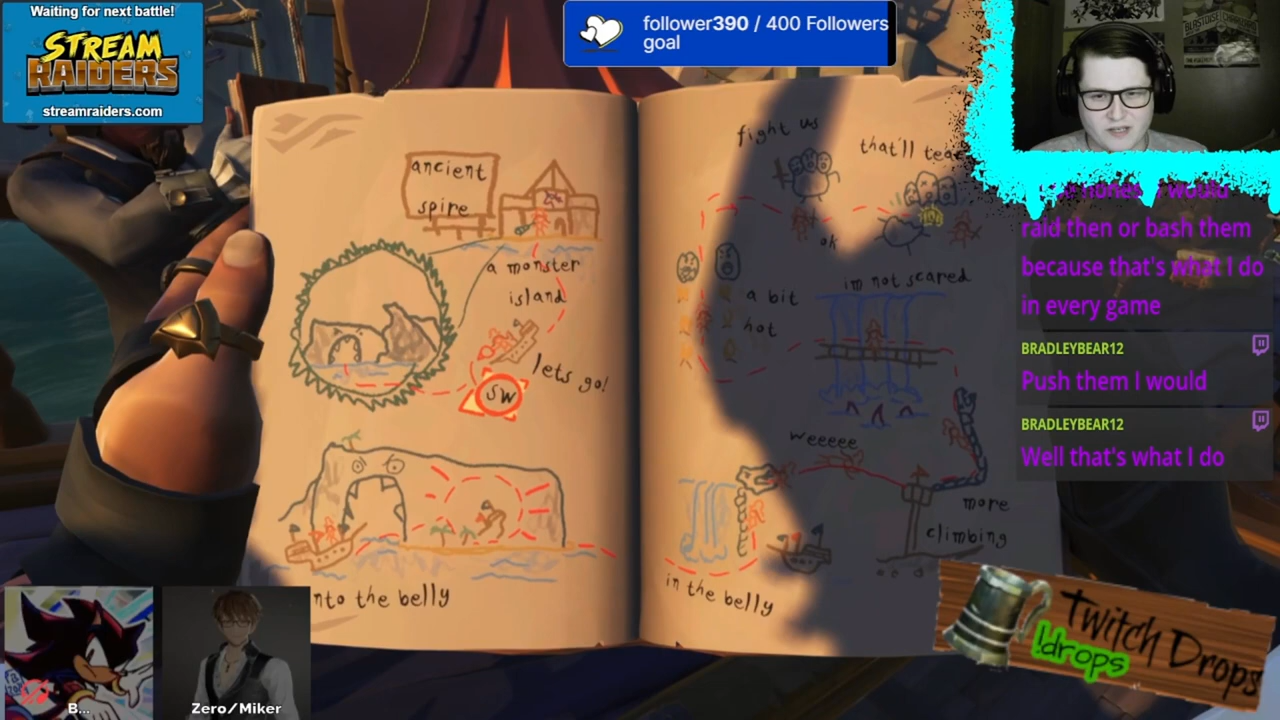 Waiting for next battle!
STREAM
RAIDERS
streamraiders.com
follower390 / 400 Followers
goal
ancient
spire
a monster
island
lets go!
SW
nto the belly
fight us
that'll tea
ok
a bit
hot
im not scared
weeeee
more
climbing
in the belly
raid then or bash them
because that's what I do
in every game
BRADLEYBEAR12
Push them I would
BRADLEYBEAR12
Well that's what I do
Twitch Drops
!drops
B...
Zero/Miker